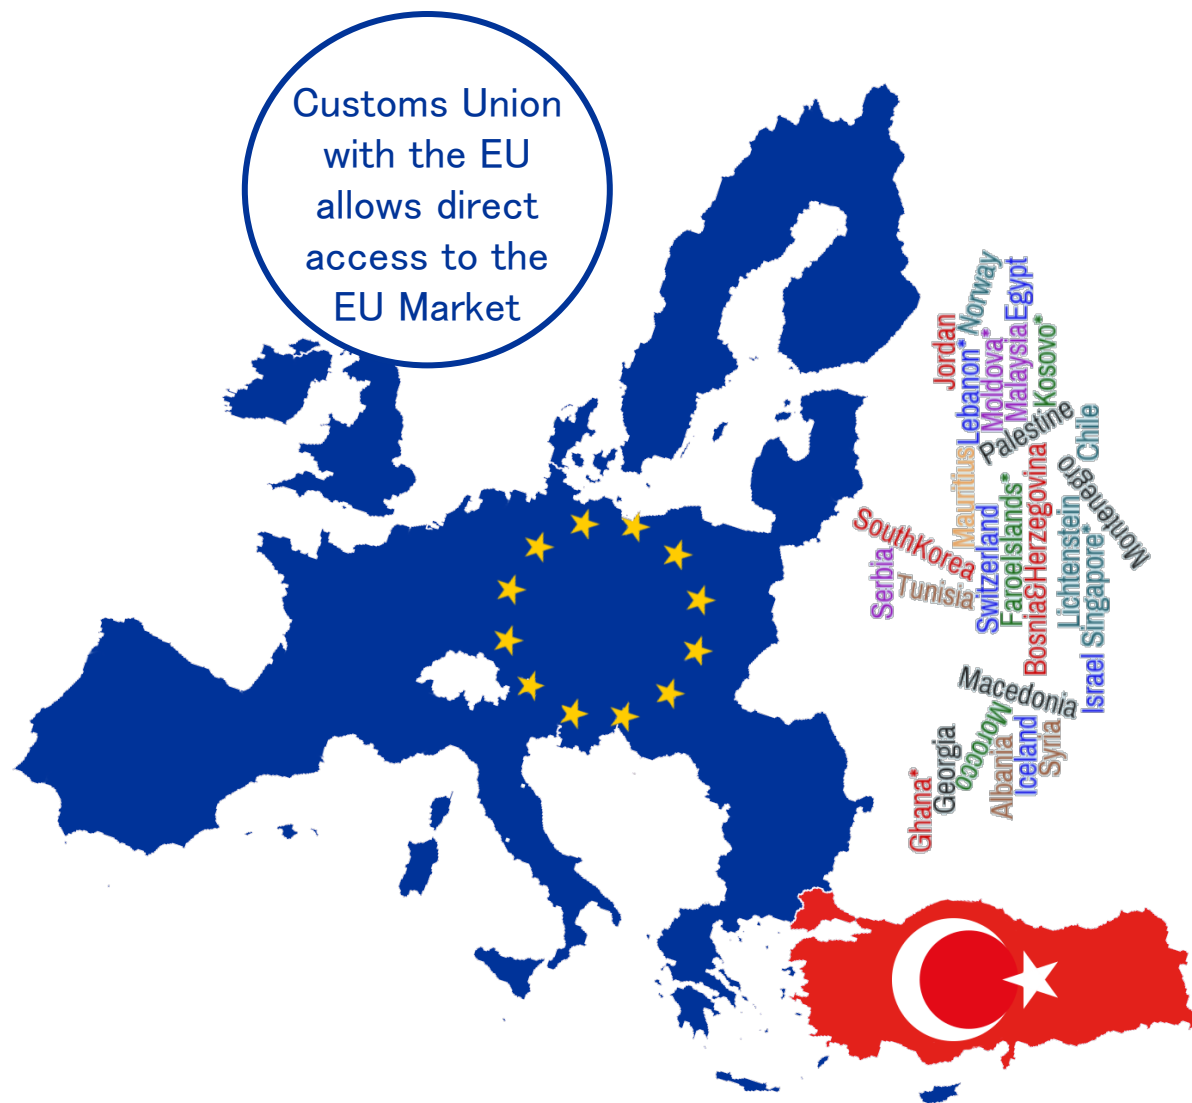 Customs Union
with the EU
allows direct
access to the
EU Market
Norway
Egypt
Jordan
Lebanon*
Moldova*
Malaysia
Kosovo*
Palestine
Chile
Mauritius
Montenegro
SouthKorea
Serbia
Tunisia
Switzerland
FaroeIslands*
Bosnia&Herzegovina
Lichtenstein
Singapore*
Israel
Macedonia
Morocco
Georgia
Ghana*
Albania
Iceland
Syria